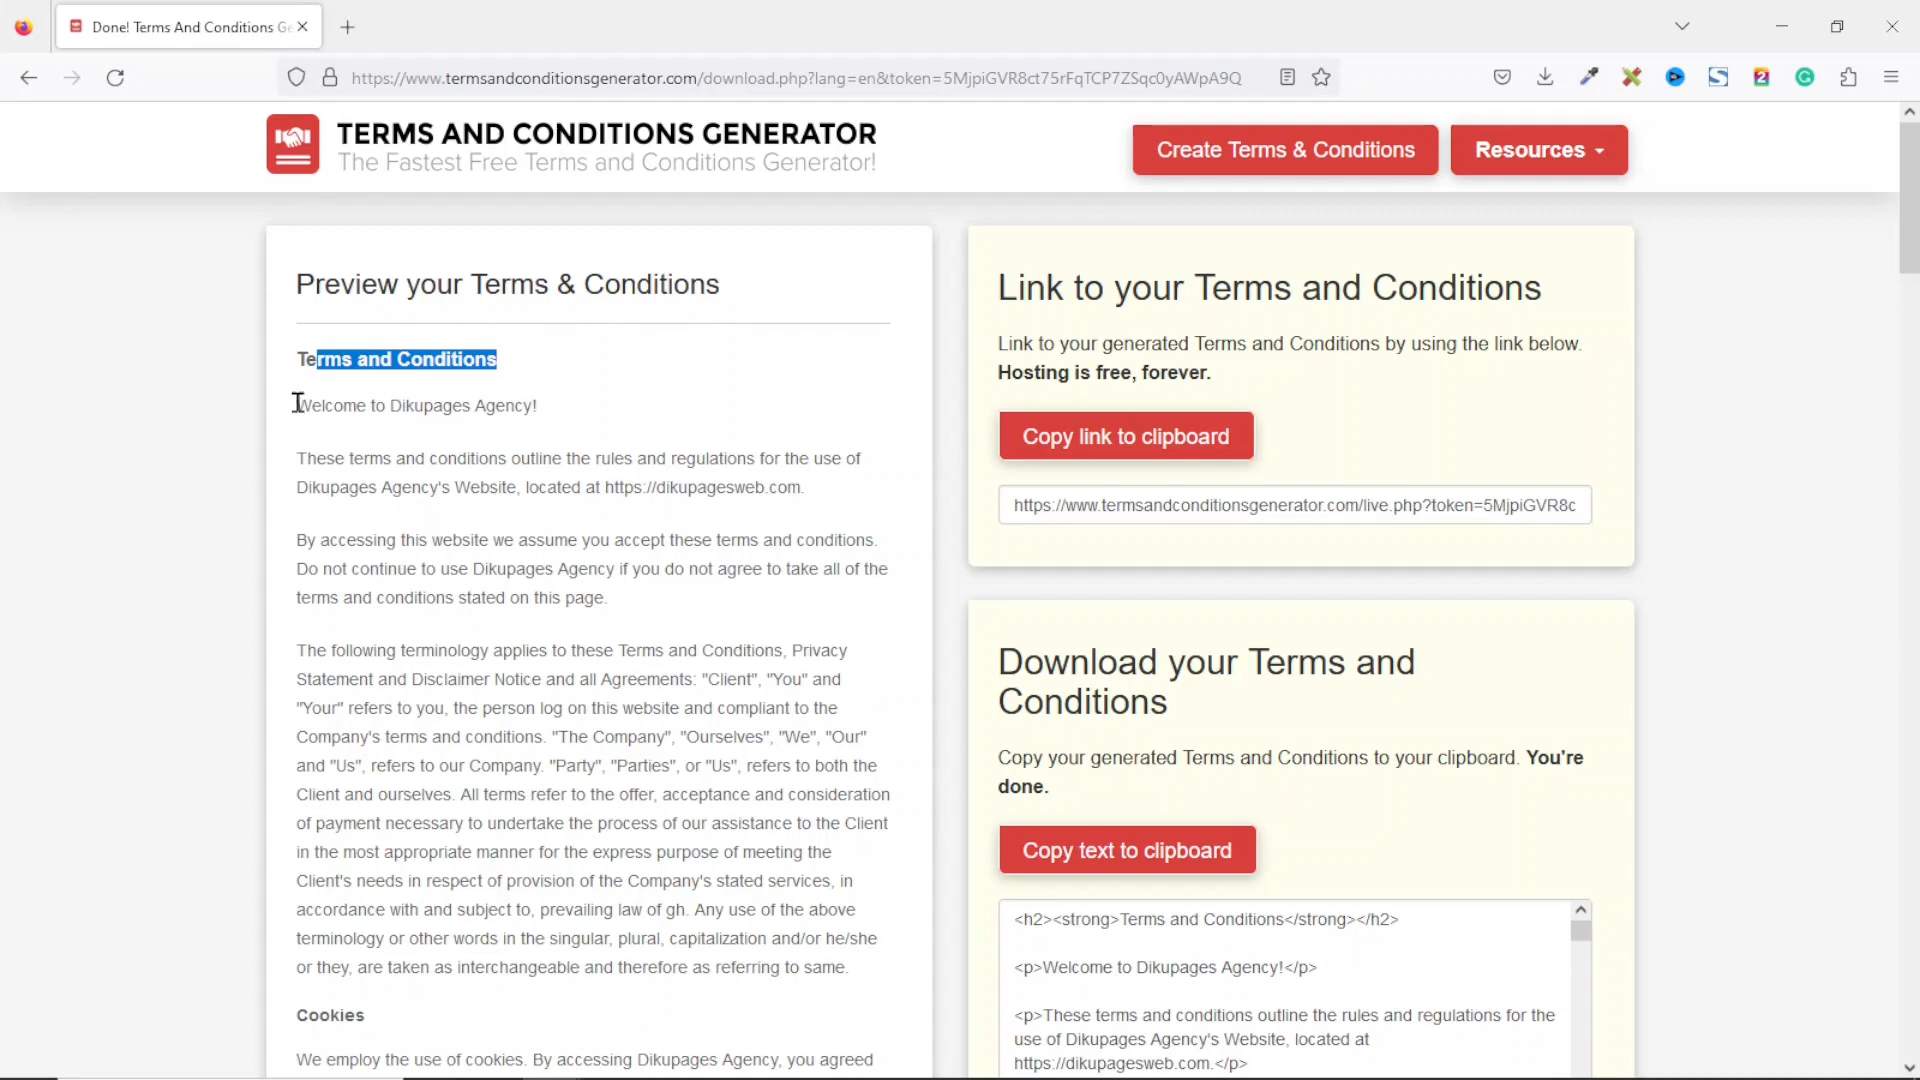 Done! Terms And Conditions Ge
https://www.termsandconditionsgenerator.com/download.php?lang=en&token=5MjpiGVR8ct75rFqTCP7ZSqc0yAWpA9Q
TERMS AND CONDITIONS GENERATOR
The Fastest Free Terms and Conditions Generator!
Create Terms & Conditions
Resources
Preview your Terms & Conditions
Terms and Conditions
Welcome to Dikupages Agency!
These terms and conditions outline the rules and regulations for the use of
Dikupages Agency's Website, located at https://dikupagesweb.com.
By accessing this website we assume you accept these terms and conditions.
Do not continue to use Dikupages Agency if you do not agree to take all of the
terms and conditions stated on this page.
The following terminology applies to these Terms and Conditions, Privacy
Statement and Disclaimer Notice and all Agreements: "Client", "You" and
"Your" refers to you, the person log on this website and compliant to the
Company's terms and conditions. "The Company", "Ourselves", "We", "Our"
and "Us", refers to our Company. "Party", "Parties", or "Us", refers to both the
Client and ourselves. All terms refer to the offer, acceptance and consideration
of payment necessary to undertake the process of our assistance to the Client
in the most appropriate manner for the express purpose of meeting the
Client's needs in respect of provision of the Company's stated services, in
accordance with and subject to, prevailing law of gh. Any use of the above
terminology or other words in the singular, plural, capitalization and/or he/she
or they, are taken as interchangeable and therefore as referring to same.
Cookies
We employ the use of cookies. By accessing Dikupages Agency, you agreed
Link to your Terms and Conditions
Link to your generated Terms and Conditions by using the link below.
Hosting is free, forever.
Copy link to clipboard
https://www.termsandconditionsgenerator.com/live.php?token=5MjpiGVR8c
Download your Terms and
Conditions
Copy your generated Terms and Conditions to your clipboard. You're
done.
Copy text to clipboard
<h2><strong>Terms and Conditions</strong></h2>
<p>Welcome to Dikupages Agency!</p>
<p>These terms and conditions outline the rules and regulations for the
use of Dikupages Agency's Website, located at
https://dikupagesweb.com.</p>